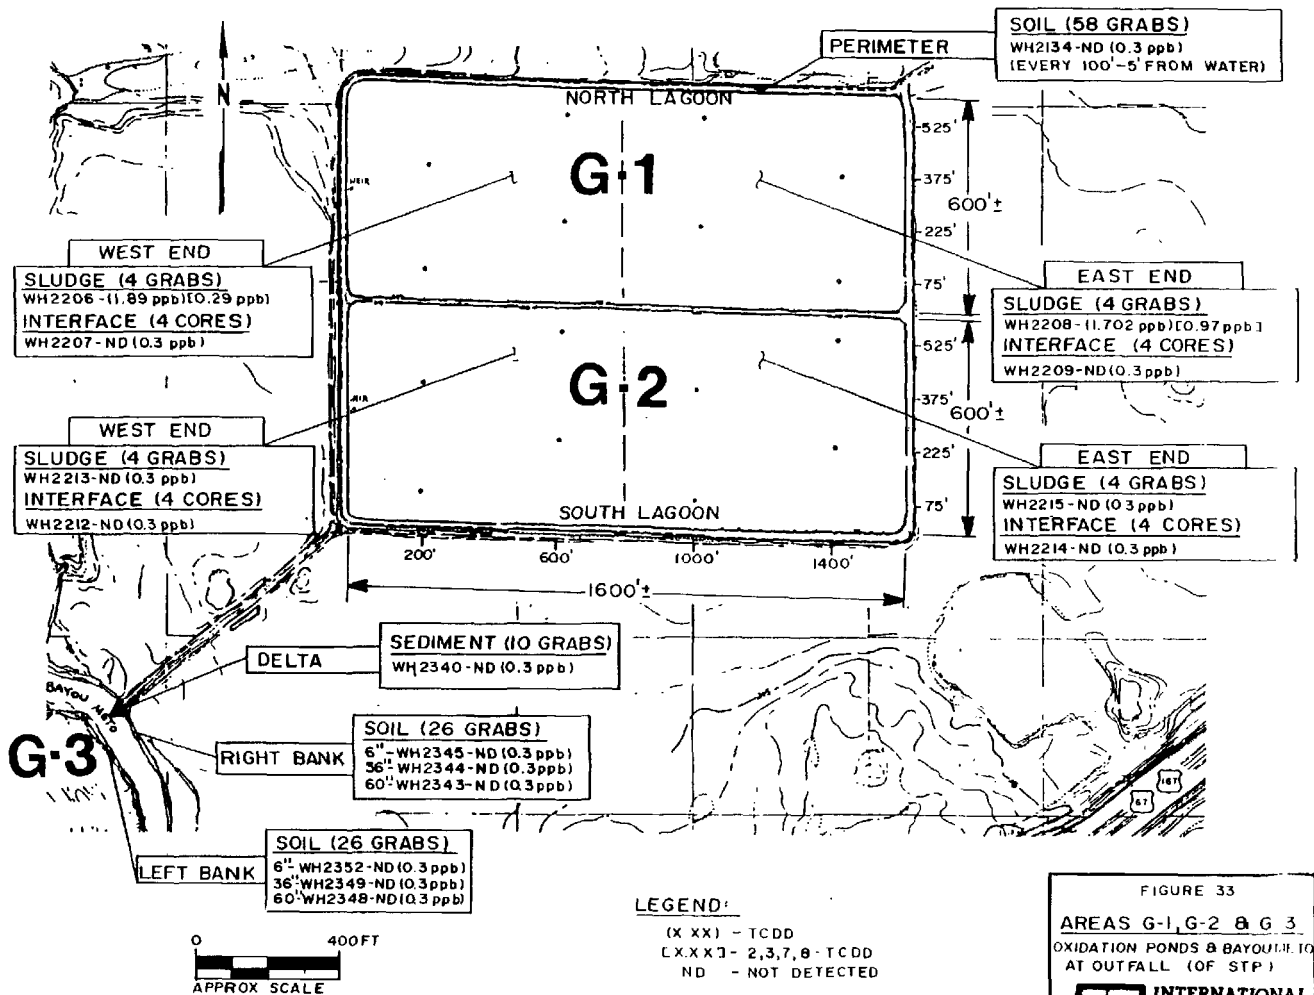 SOIL (58 GRABS)
WH2134-ND (0.3 ppb)
(EVERY 100'-5' FROM WATER)
PERIMETER
N
NORTH LAGOON
G-1
WEIR
525'
375'
225'
75'
600'±
WEST END
SLUDGE (4 GRABS)
WH2206-(1.89 ppb)[0.29 ppb]
INTERFACE (4 CORES)
WH2207-ND (0.3 ppb)
EAST END
SLUDGE (4 GRABS)
WH2208-(1.702 ppb)[0.97 ppb]
INTERFACE (4 CORES)
WH2209-ND (0.3 ppb)
G-2
525'
375'
225'
75'
600'±
WEST END
SLUDGE (4 GRABS)
WH2213-ND (0.3 ppb)
INTERFACE (4 CORES)
WH2212-ND (0.3 ppb)
EAST END
SLUDGE (4 GRABS)
WH2215-ND (0.3 ppb)
INTERFACE (4 CORES)
WH2214-ND (0.3 ppb)
SOUTH LAGOON
200' 600' 1000' 1400'
1600'±
DELTA
SEDIMENT (10 GRABS)
WH2340-ND (0.3 ppb)
BAYOU METO
G-3
RIGHT BANK
SOIL (26 GRABS)
6"-WH2345-ND (0.3 ppb)
36"-WH2344-ND (0.3 ppb)
60"-WH2343-ND (0.3 ppb)
LEFT BANK
SOIL (26 GRABS)
6"-WH2352-ND (0.3 ppb)
36"-WH2349-ND (0.3 ppb)
60"-WH2348-ND (0.3 ppb)
67
167
0 400FT
APPROX SCALE
LEGEND:
(X.XX) - TCDD
[X.XX] - 2,3,7,8-TCDD
ND - NOT DETECTED
FIGURE 33
AREAS G-1, G-2 & G 3
OXIDATION PONDS & BAYOU METO
AT OUTFALL (OF STP)
INTERNATIONAL